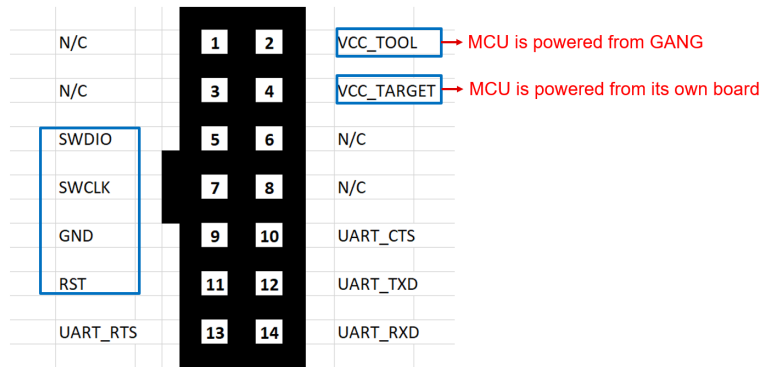 N/C 1 2 VCC_TOOL MCU is powered from GANG
N/C 3 4 VCC_TARGET MCU is powered from its own board
SWDIO 5 6 N/C
SWCLK 7 8 N/C
GND 9 10 UART_CTS
RST 11 12 UART_TXD
UART_RTS 13 14 UART_RXD